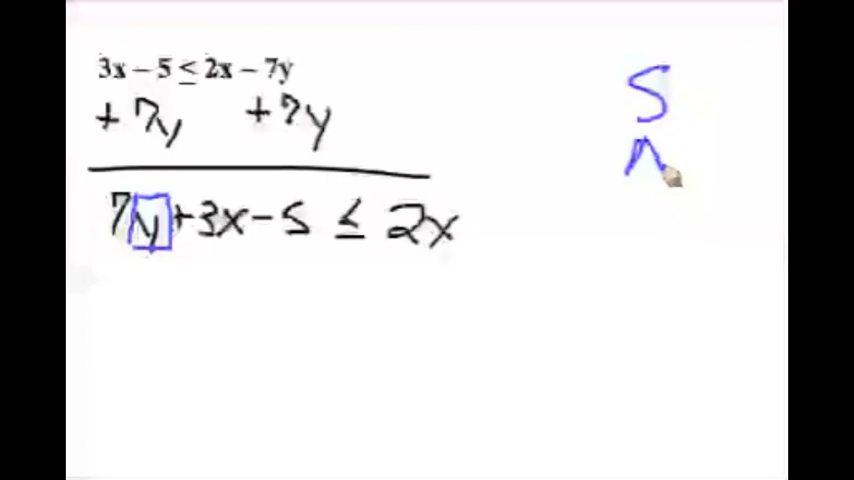 3x – 5 ≤ 2x – 7y
+ 7y + 7y
7y+3x-5 ≤ 2x
S